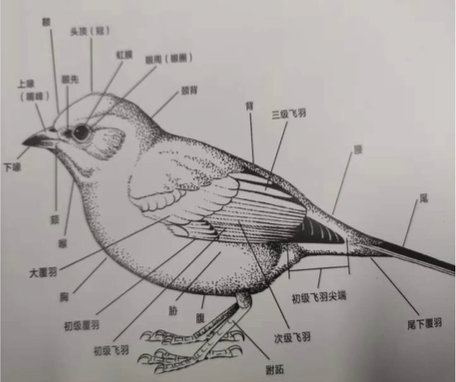 额
头顶（冠）
虹膜
眼周（眼圈）
上喙
（嘴峰）
眼先
颈背
背
三级飞羽
腰
下喙
尾
颏
喉
大覆羽
胸
初级飞羽尖端
胁
腹
初级覆羽
次级飞羽
尾下覆羽
初级飞羽
跗跖